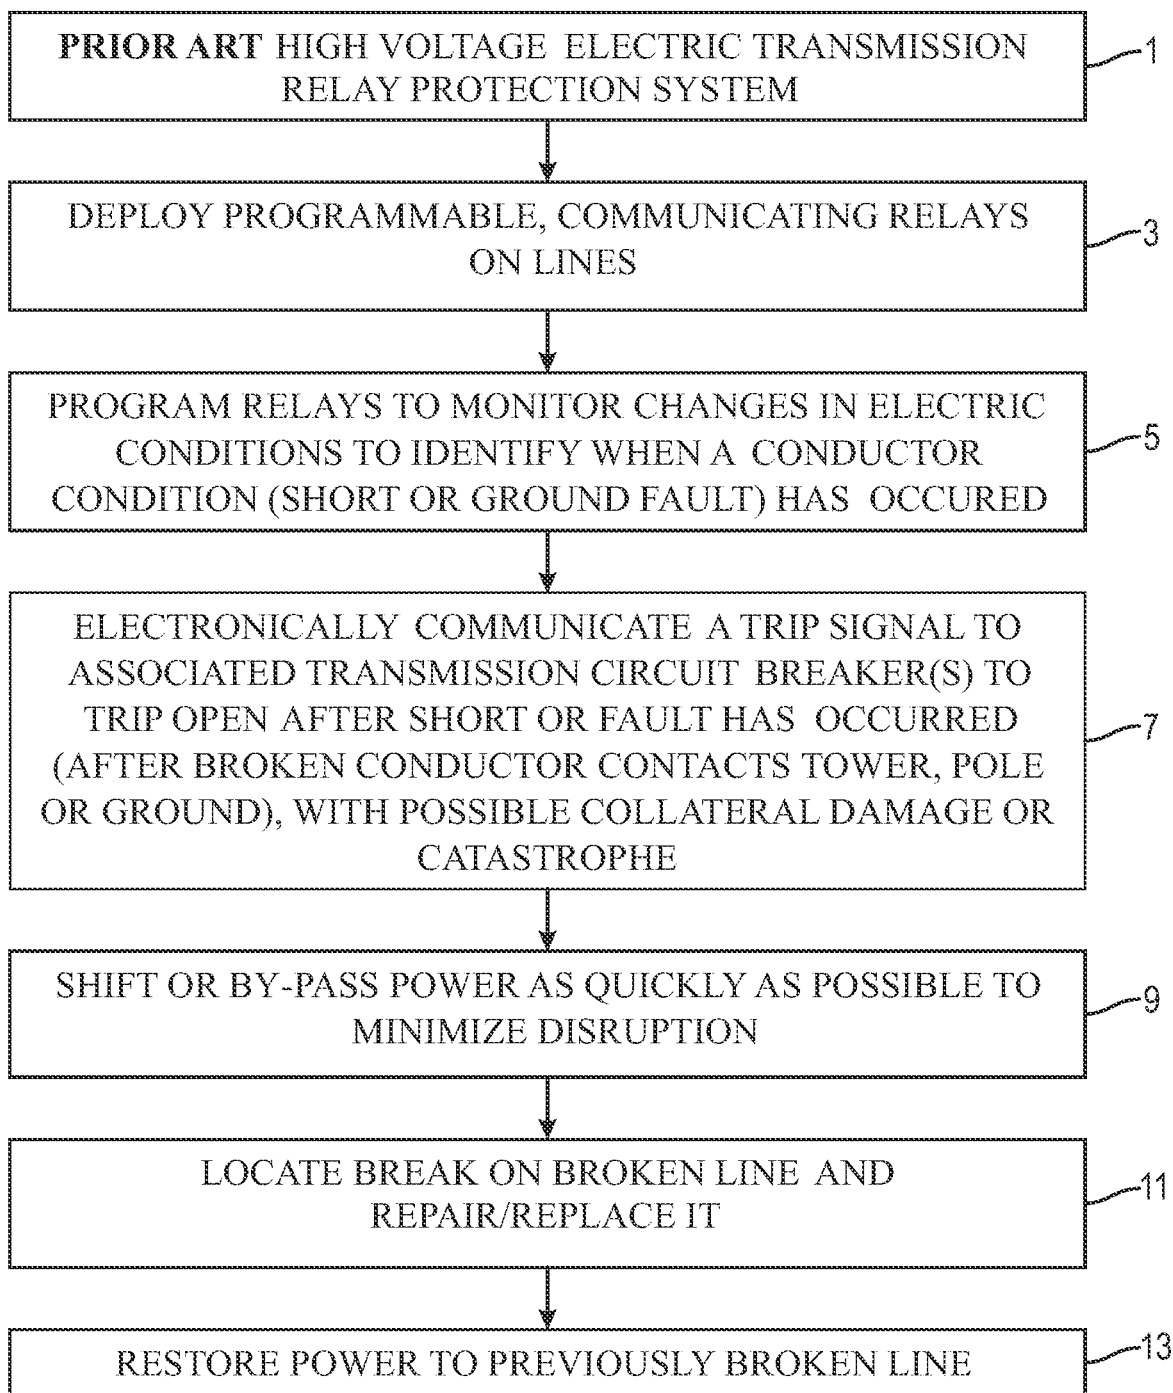 PRIOR ART HIGH VOLTAGE ELECTRIC TRANSMISSION
RELAY PROTECTION SYSTEM
1
DEPLOY PROGRAMMABLE, COMMUNICATING RELAYS
ON LINES
3
PROGRAM RELAYS TO MONITOR CHANGES IN ELECTRIC
CONDITIONS TO IDENTIFY WHEN A CONDUCTOR
CONDITION (SHORT OR GROUND FAULT) HAS OCCURED
5
ELECTRONICALLY COMMUNICATE A TRIP SIGNAL TO
ASSOCIATED TRANSMISSION CIRCUIT BREAKER(S) TO
TRIP OPEN AFTER SHORT OR FAULT HAS OCCURRED
(AFTER BROKEN CONDUCTOR CONTACTS TOWER, POLE
OR GROUND), WITH POSSIBLE COLLATERAL DAMAGE OR
CATASTROPHE
7
SHIFT OR BY-PASS POWER AS QUICKLY AS POSSIBLE TO
MINIMIZE DISRUPTION
9
LOCATE BREAK ON BROKEN LINE AND
REPAIR/REPLACE IT
11
RESTORE POWER TO PREVIOUSLY BROKEN LINE
13